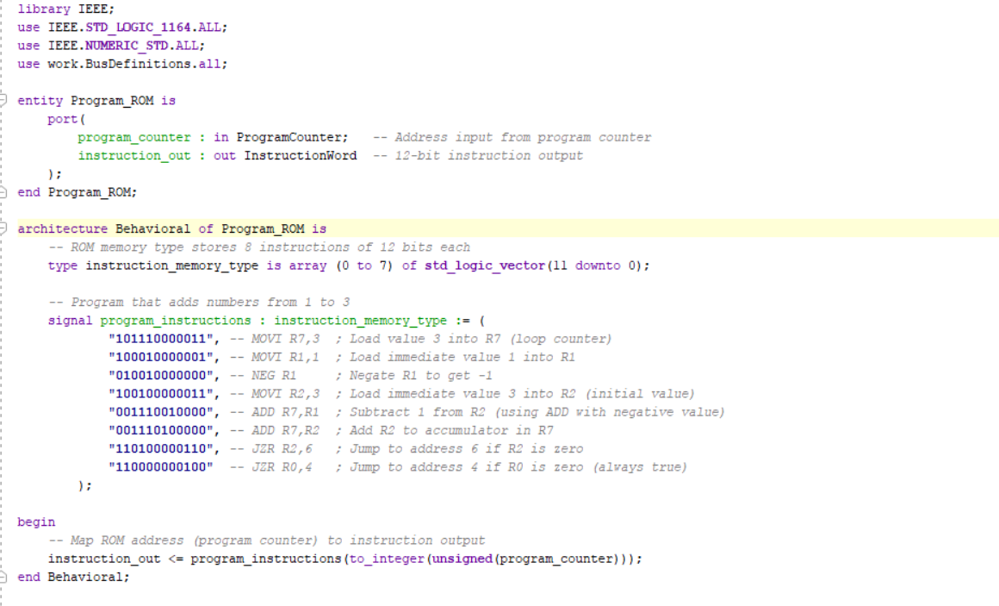 library IEEE;
use IEEE.STD_LOGIC_1164.ALL;
use IEEE.NUMERIC_STD.ALL;
use work.BusDefinitions.all;

entity Program_ROM is
    port(
        program_counter : in ProgramCounter;   -- Address input from program counter
        instruction_out : out InstructionWord  -- 12-bit instruction output
    );
end Program_ROM;

architecture Behavioral of Program_ROM is
    -- ROM memory type stores 8 instructions of 12 bits each
    type instruction_memory_type is array (0 to 7) of std_logic_vector(11 downto 0);

    -- Program that adds numbers from 1 to 3
    signal program_instructions : instruction_memory_type := (
            "101110000011", -- MOVI R7,3  ; Load value 3 into R7 (loop counter)
            "100010000001", -- MOVI R1,1  ; Load immediate value 1 into R1
            "010010000000", -- NEG R1     ; Negate R1 to get -1
            "100100000011", -- MOVI R2,3  ; Load immediate value 3 into R2 (initial value)
            "001110010000", -- ADD R7,R1  ; Subtract 1 from R2 (using ADD with negative value)
            "001110100000", -- ADD R7,R2  ; Add R2 to accumulator in R7
            "110100000110", -- JZR R2,6   ; Jump to address 6 if R2 is zero
            "110000000100"  -- JZR R0,4   ; Jump to address 4 if R0 is zero (always true)
        );

begin
    -- Map ROM address (program counter) to instruction output
    instruction_out <= program_instructions(to_integer(unsigned(program_counter)));
end Behavioral;